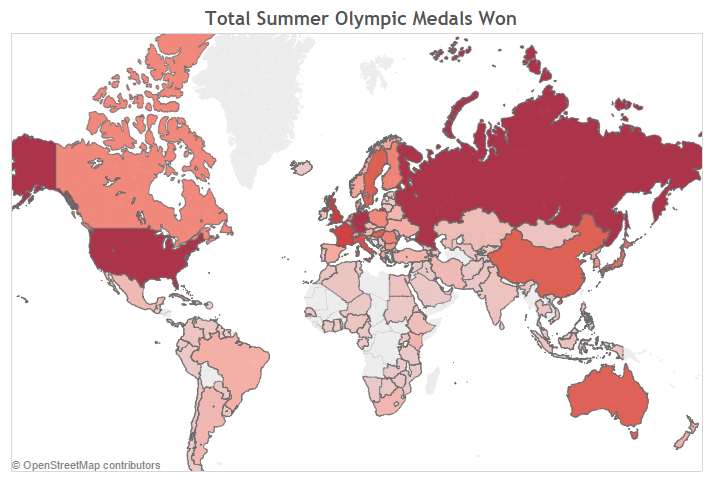 Total Summer Olympic Medals Won
© OpenStreetMap contributors